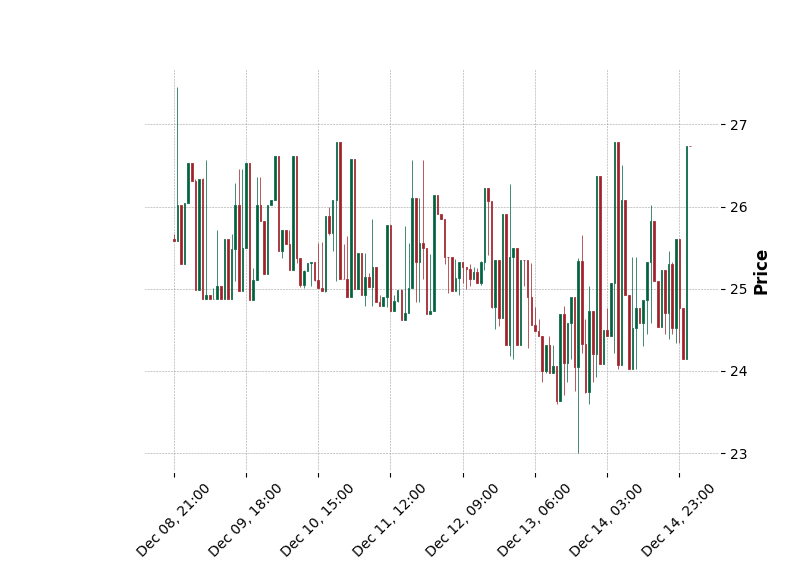 27
26
25
24
23
Price
Dec 08, 21:00
Dec 09, 18:00
Dec 10, 15:00
Dec 11, 12:00
Dec 12, 09:00
Dec 13, 06:00
Dec 14, 03:00
Dec 14, 23:00